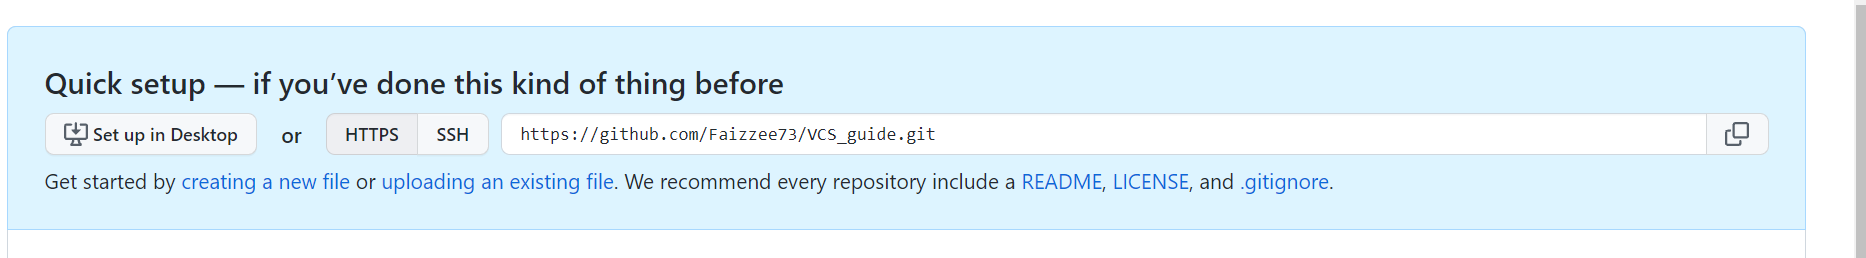 Quick setup — if you’ve done this kind of thing before
Set up in Desktop or HTTPS SSH https://github.com/Faizzee73/VCS_guide.git
Get started by creating a new file or uploading an existing file. We recommend every repository include a README, LICENSE, and .gitignore.